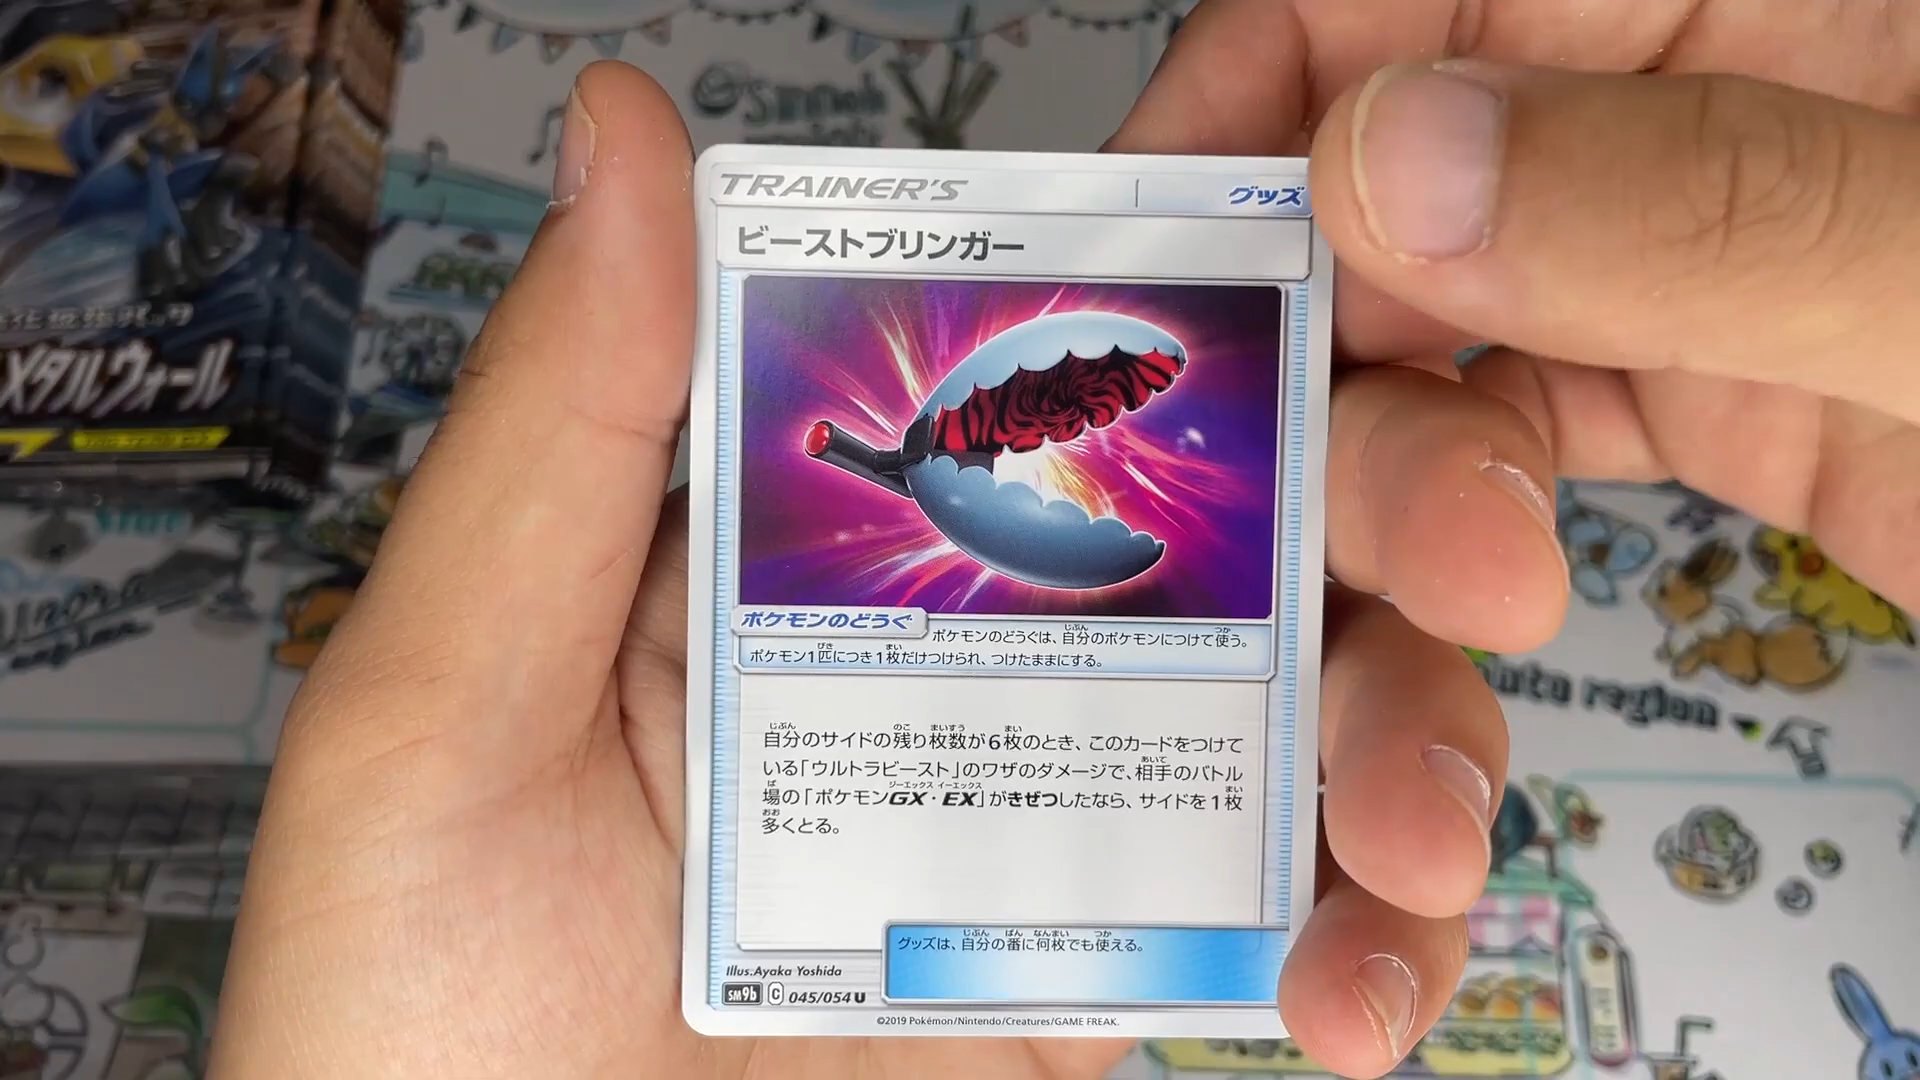 TRAINER'S
グッズ
ビーストブリンガー
ポケモンのどうぐ
ポケモンのどうぐは、自分のポケモンにつけて使う。
ポケモン1匹につき1枚だけつけられ、つけたままにする。
自分のサイドの残り枚数が6枚のとき、このカードをつけて
いる「ウルトラビースト」のワザのダメージで、相手のバトル
場の「ポケモンGX・EX」がきぜつしたなら、サイドを1枚
多くとる。
グッズは、自分の番に何枚でも使える。
Illus.Ayaka Yoshida
sm9b C 045/054 U
©2019 Pokémon/Nintendo/Creatures/GAME FREAK.
メタルウォール
region